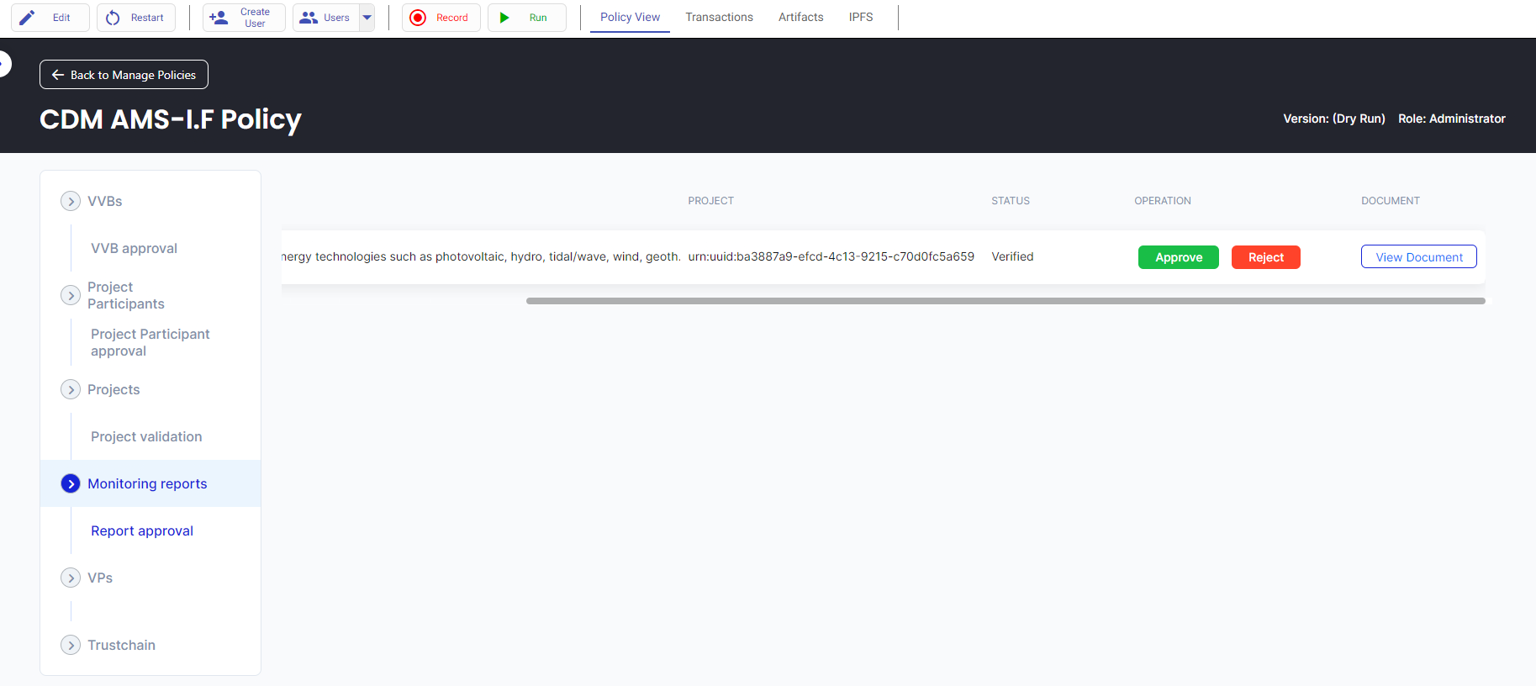 Edit
Restart
Create
User
Users
Record
Run
Policy View
Transactions
Artifacts
IPFS
Back to Manage Policies
CDM AMS-I.F Policy
Version: (Dry Run)
Role: Administrator
VVBs
VVB approval
Project
Participants
Project Participant
approval
Projects
Project validation
Monitoring reports
Report approval
VPs
Trustchain
PROJECT
STATUS
OPERATION
DOCUMENT
technologies such as photovoltaic, hydro, tidal/wave, wind, geoth.
urn:uuid:ba3887a9-efcd-4c13-9215-c70d0fc5a659
Verified
Approve
Reject
View Document